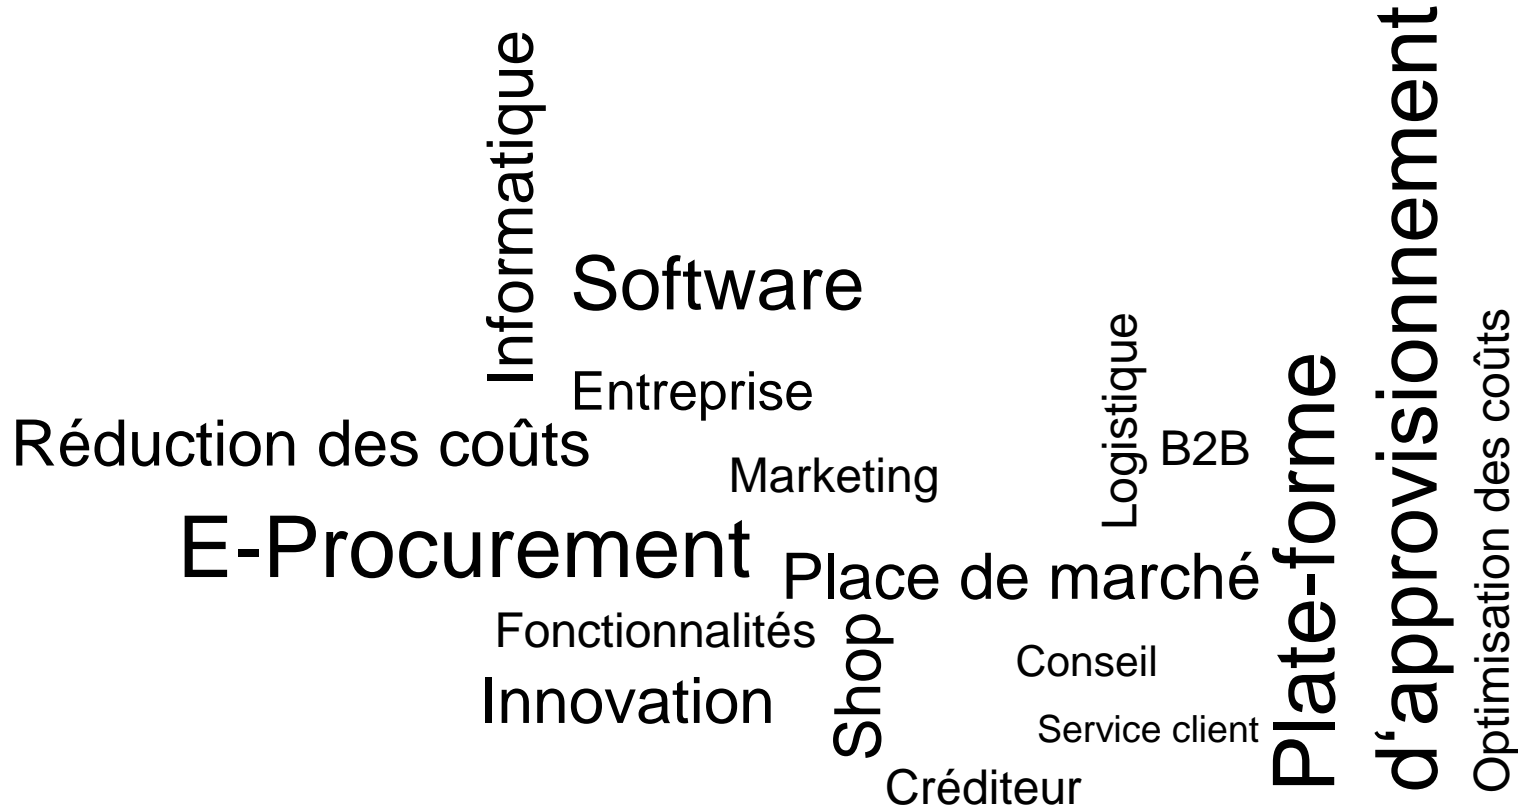 Informatique
Software
Entreprise
Réduction des coûts
Marketing
Logistique
B2B
E-Procurement
Place de marché
Fonctionnalités
Shop
Conseil
Innovation
Service client
Créditeur
Plate-forme
d‘approvisionnement
Optimisation des coûts